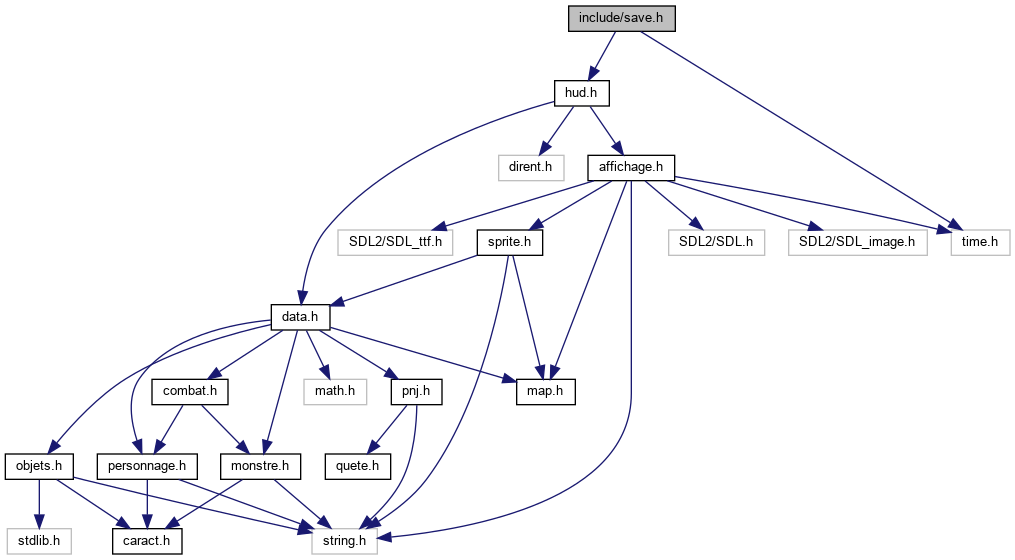 include/save.h
hud.h
dirent.h
affichage.h
SDL2/SDL_ttf.h
sprite.h
SDL2/SDL.h
SDL2/SDL_image.h
time.h
data.h
combat.h
math.h
pnj.h
map.h
objets.h
personnage.h
monstre.h
quete.h
stdlib.h
caract.h
string.h